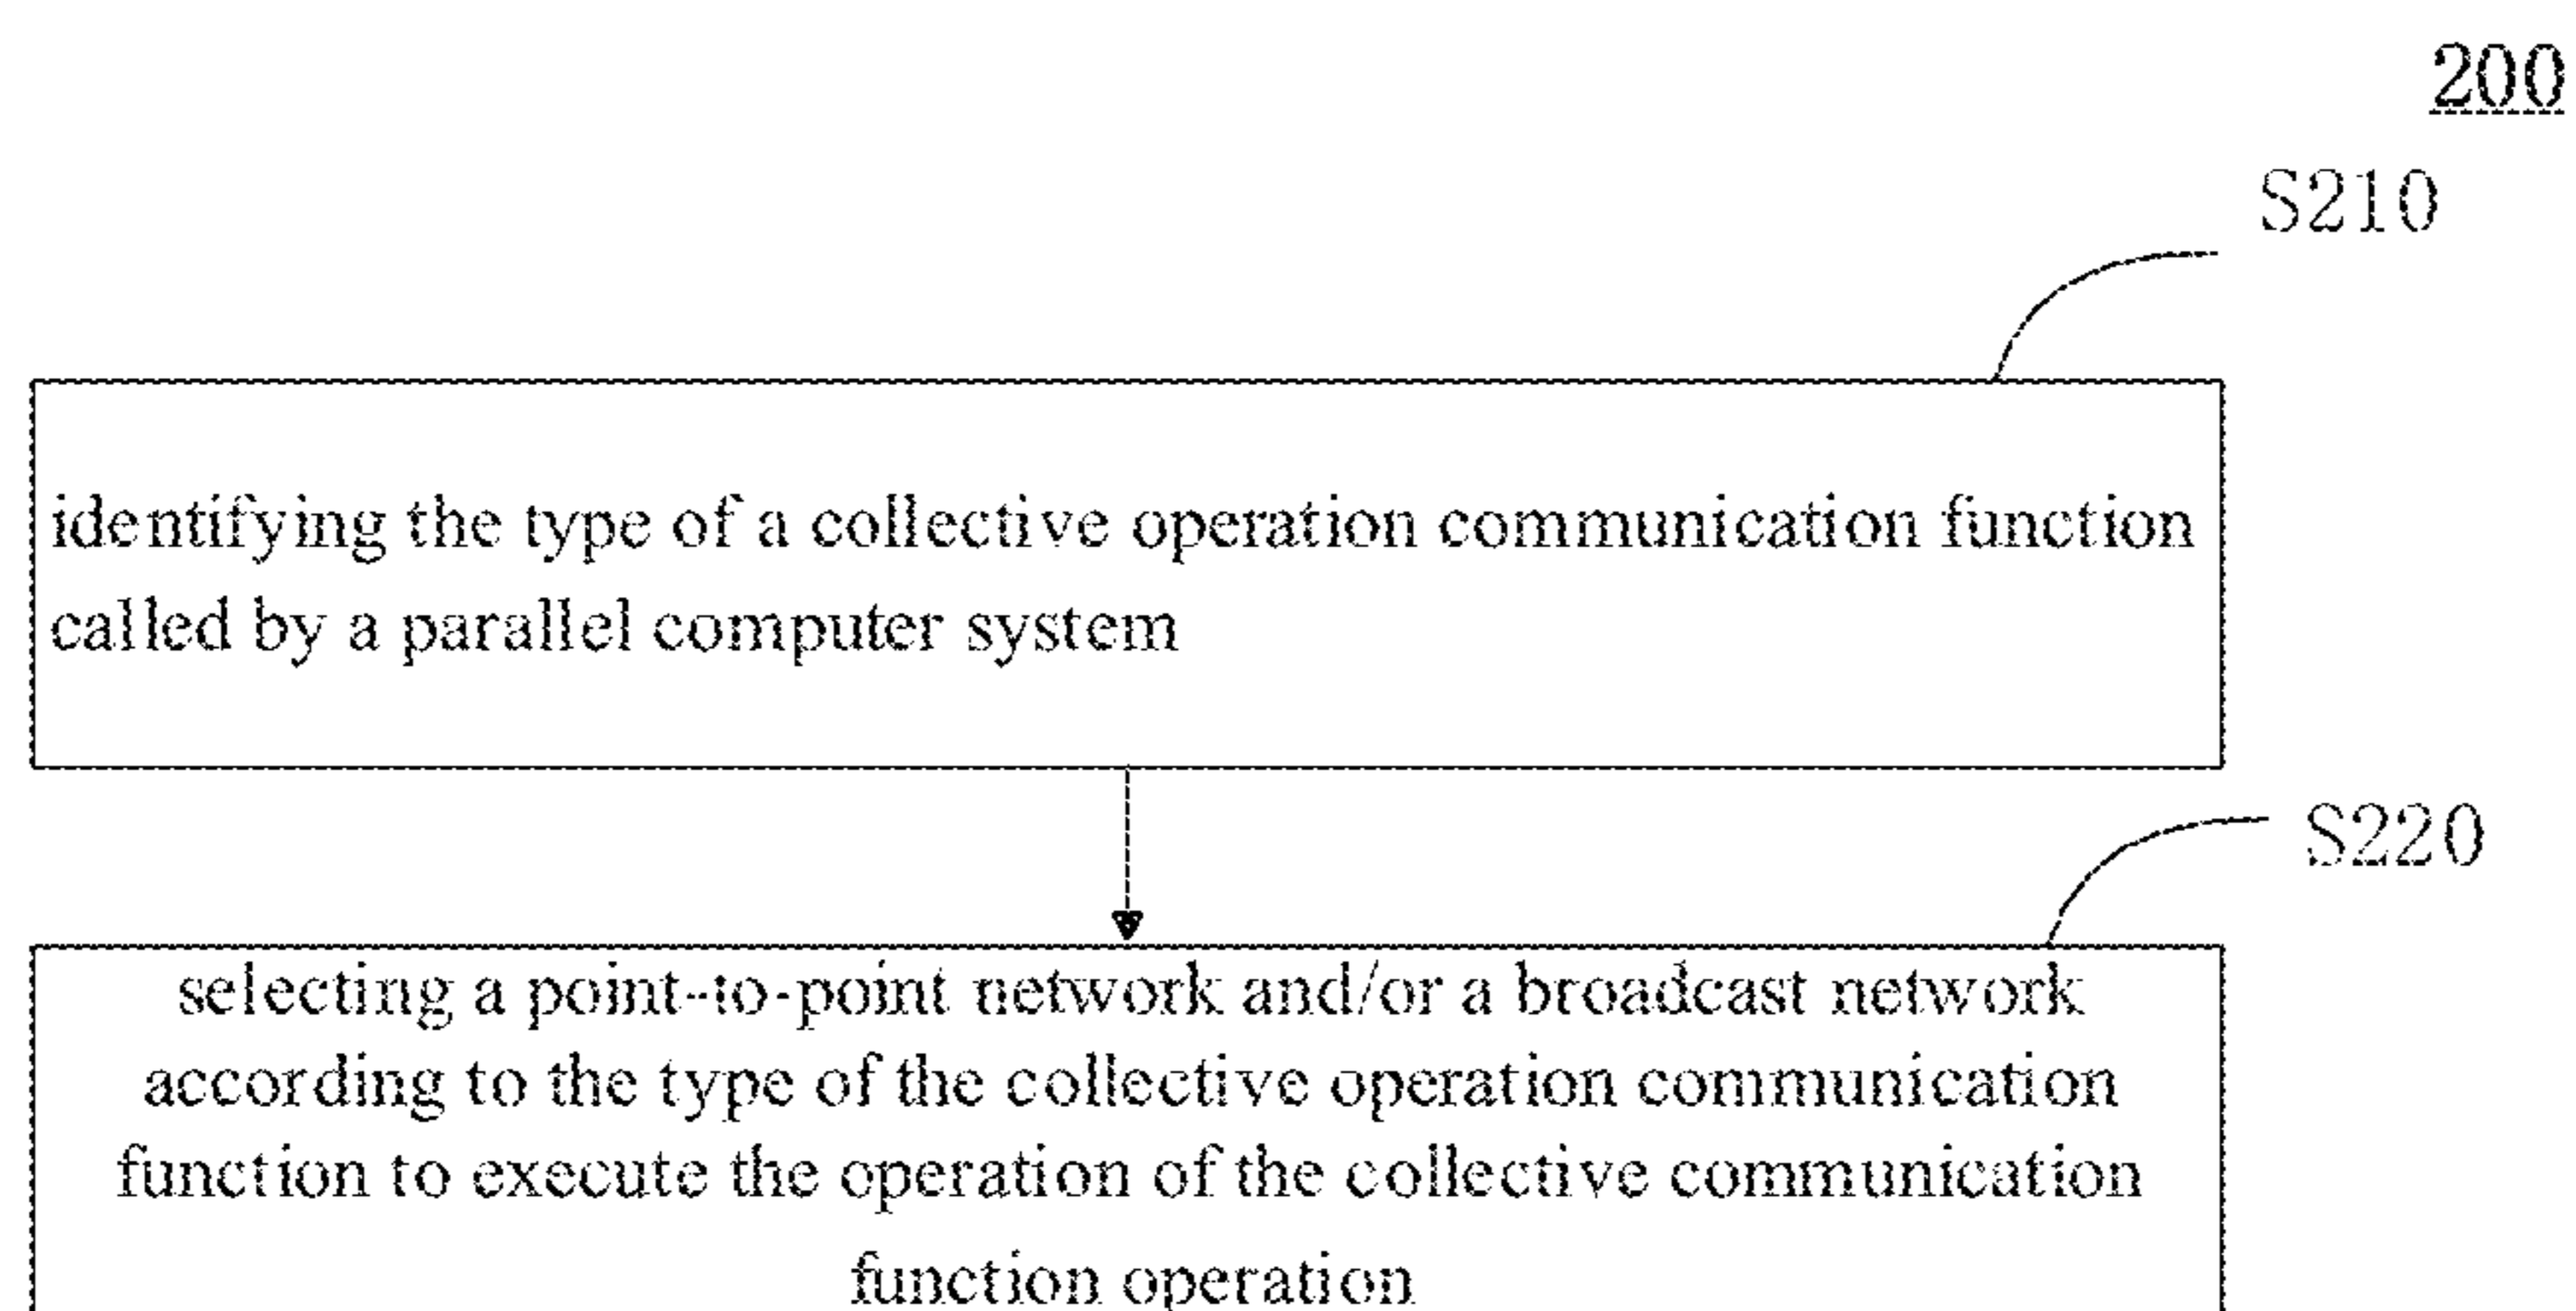 200
S210
identifying the type of a collective operation communication function
called by a parallel computer system
S220
selecting a point-to-point network and/or a broadcast network
according to the type of the collective operation communication
function to execute the operation of the collective communication
function operation